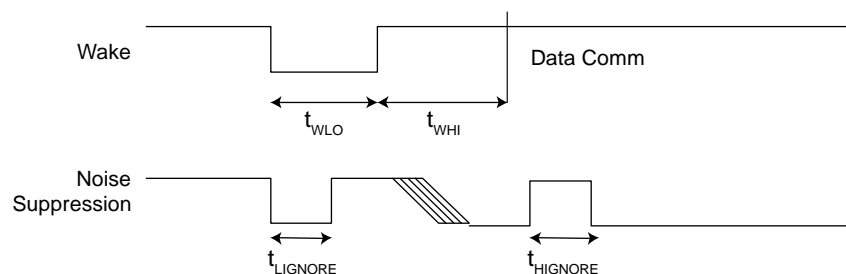 Wake
Data Comm
tWLO
tWHI
Noise
Suppression
tLIGNORE
tHIGNORE